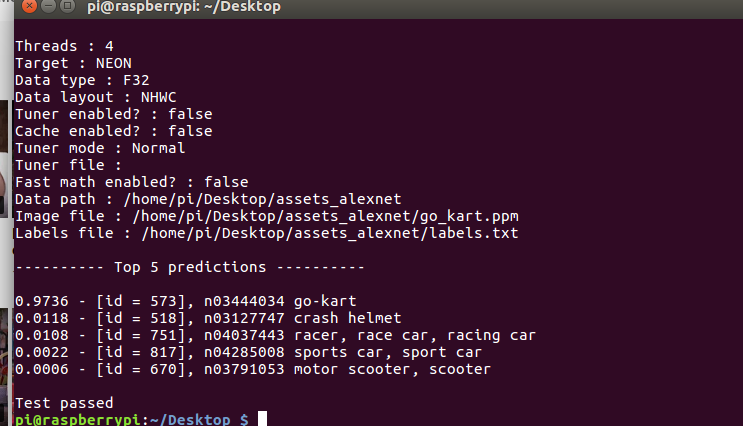 pi@raspberrypi: ~/Desktop
Threads : 4
Target : NEON
Data type : F32
Data layout : NHWC
Tuner enabled? : false
Cache enabled? : false
Tuner mode : Normal
Tuner file :
Fast math enabled? : false
Data path : /home/pi/Desktop/assets_alexnet
Image file : /home/pi/Desktop/assets_alexnet/go_kart.ppm
Labels file : /home/pi/Desktop/assets_alexnet/labels.txt
---------- Top 5 predictions ----------
0.9736 - [id = 573], n03444034 go-kart
0.0118 - [id = 518], n03127747 crash helmet
0.0108 - [id = 751], n04037443 racer, race car, racing car
0.0022 - [id = 817], n04285008 sports car, sport car
0.0006 - [id = 670], n03791053 motor scooter, scooter
Test passed
pi@raspberrypi:~/Desktop $